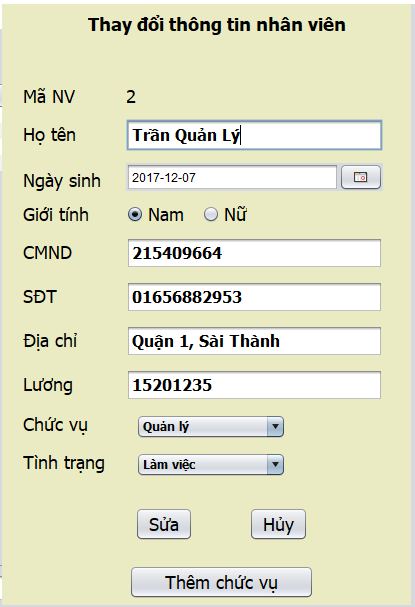 Thay đổi thông tin nhân viên
Mã NV 2
Họ tên Trần Quản Lý
Ngày sinh 2017-12-07
Giới tính Nam Nữ
CMND 215409664
SĐT 01656882953
Địa chỉ Quận 1, Sài Thành
Lương 15201235
Chức vụ Quản lý
Tình trạng Làm việc
Sửa Hủy
Thêm chức vụ